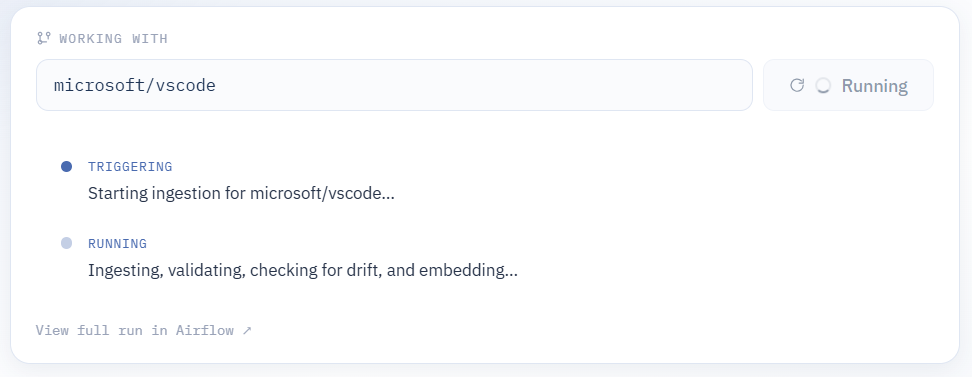 WORKING WITH
microsoft/vscode
Running
TRIGGERING
Starting ingestion for microsoft/vscode...
RUNNING
Ingesting, validating, checking for drift, and embedding...
View full run in Airflow ↗